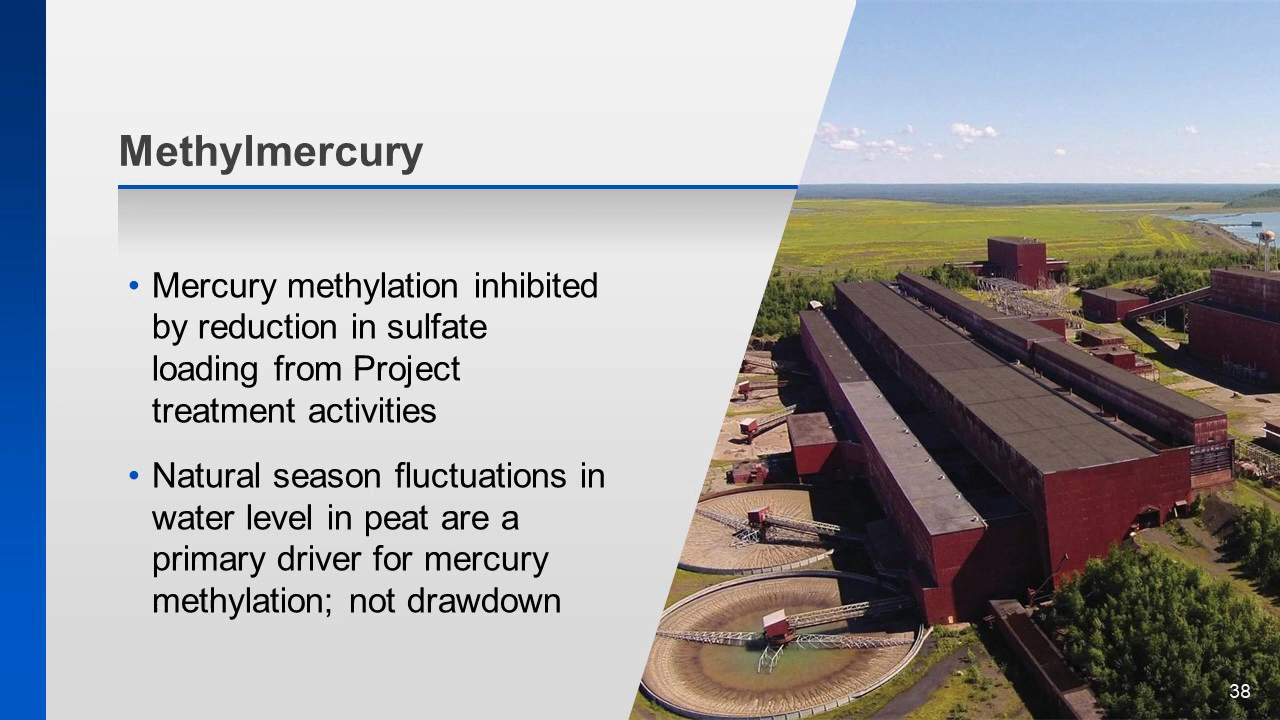 Methylmercury
• Mercury methylation inhibited
by reduction in sulfate
loading from Project
treatment activities
• Natural season fluctuations in
water level in peat are a
primary driver for mercury
methylation; not drawdown
38